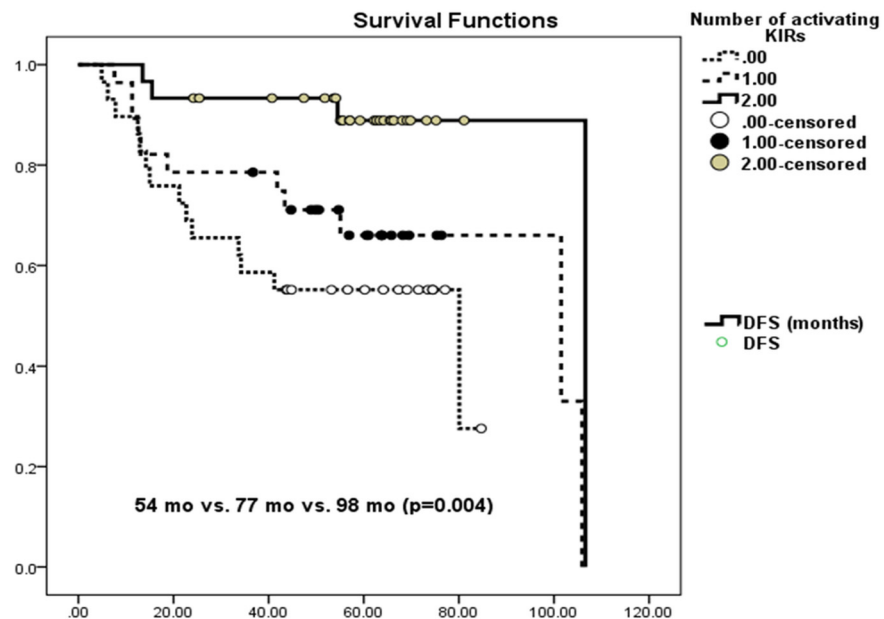 Survival Functions
Number of activating
KIRs
.00
1.00
2.00
.00-censored
1.00-censored
2.00-censored
DFS (months)
DFS
1.0
0.8
0.6
0.4
0.2
0.0
54 mo vs. 77 mo vs. 98 mo (p=0.004)
.00 20.00 40.00 60.00 80.00 100.00 120.00